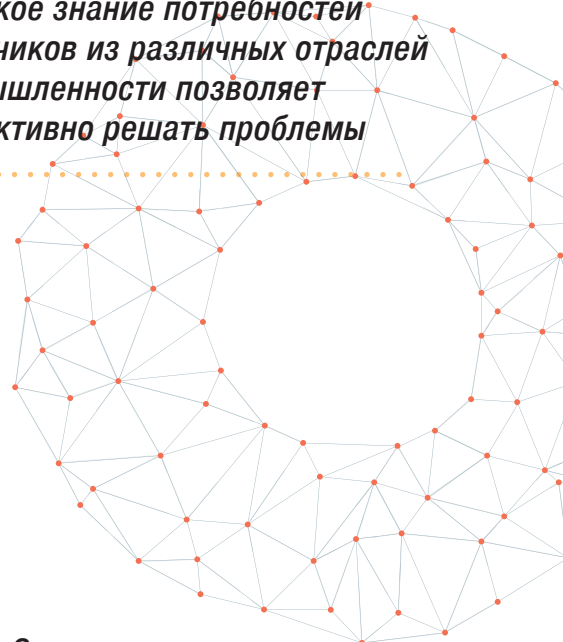 кое знание потребностей
ников из различных отраслей
ышленности позволяет
ктивно решать проблемы